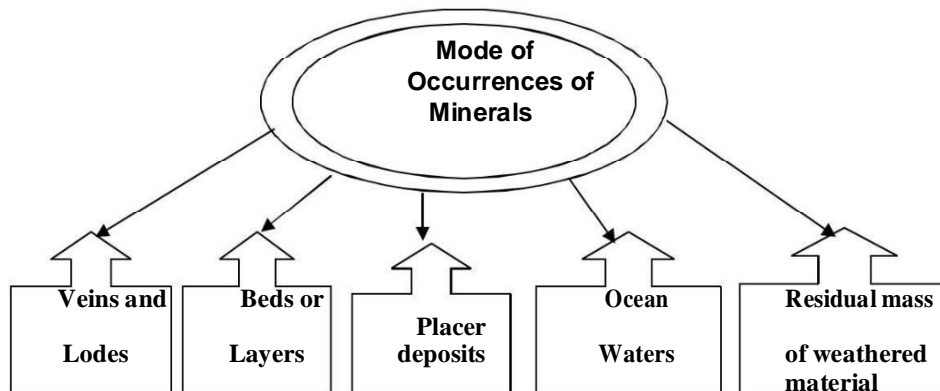 Mode of
Occurrences of
Minerals
Veins and
Lodes
Beds or
Layers
Placer
deposits
Ocean
Waters
Residual mass
of weathered
material